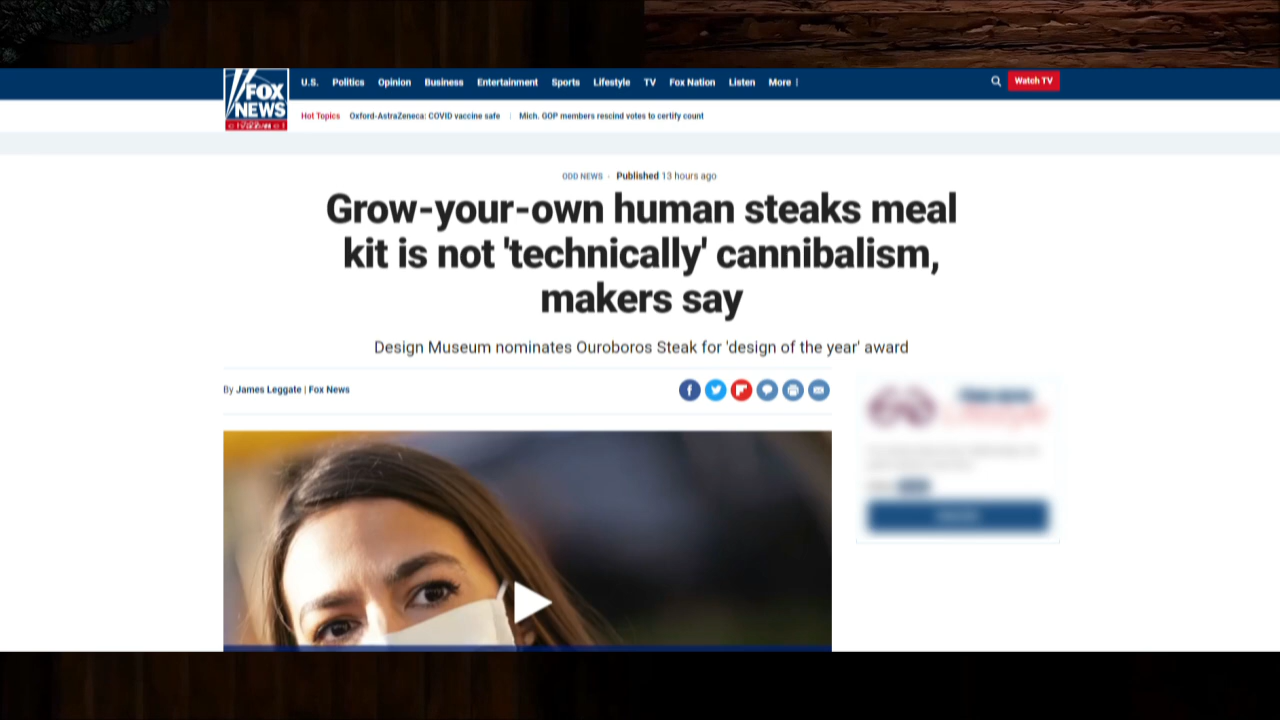 U.S. Politics Opinion Business Entertainment Sports Lifestyle TV Fox Nation Listen More Watch TV
FOX
NEWS
Hot Topics Oxford-AstraZeneca: COVID vaccine safe Mich. GOP members rescind votes to certify count
ODD NEWS · Published 13 hours ago
Grow-your-own human steaks meal
kit is not 'technically' cannibalism,
makers say
Design Museum nominates Ouroboros Steak for 'design of the year' award
By James Leggate | Fox News